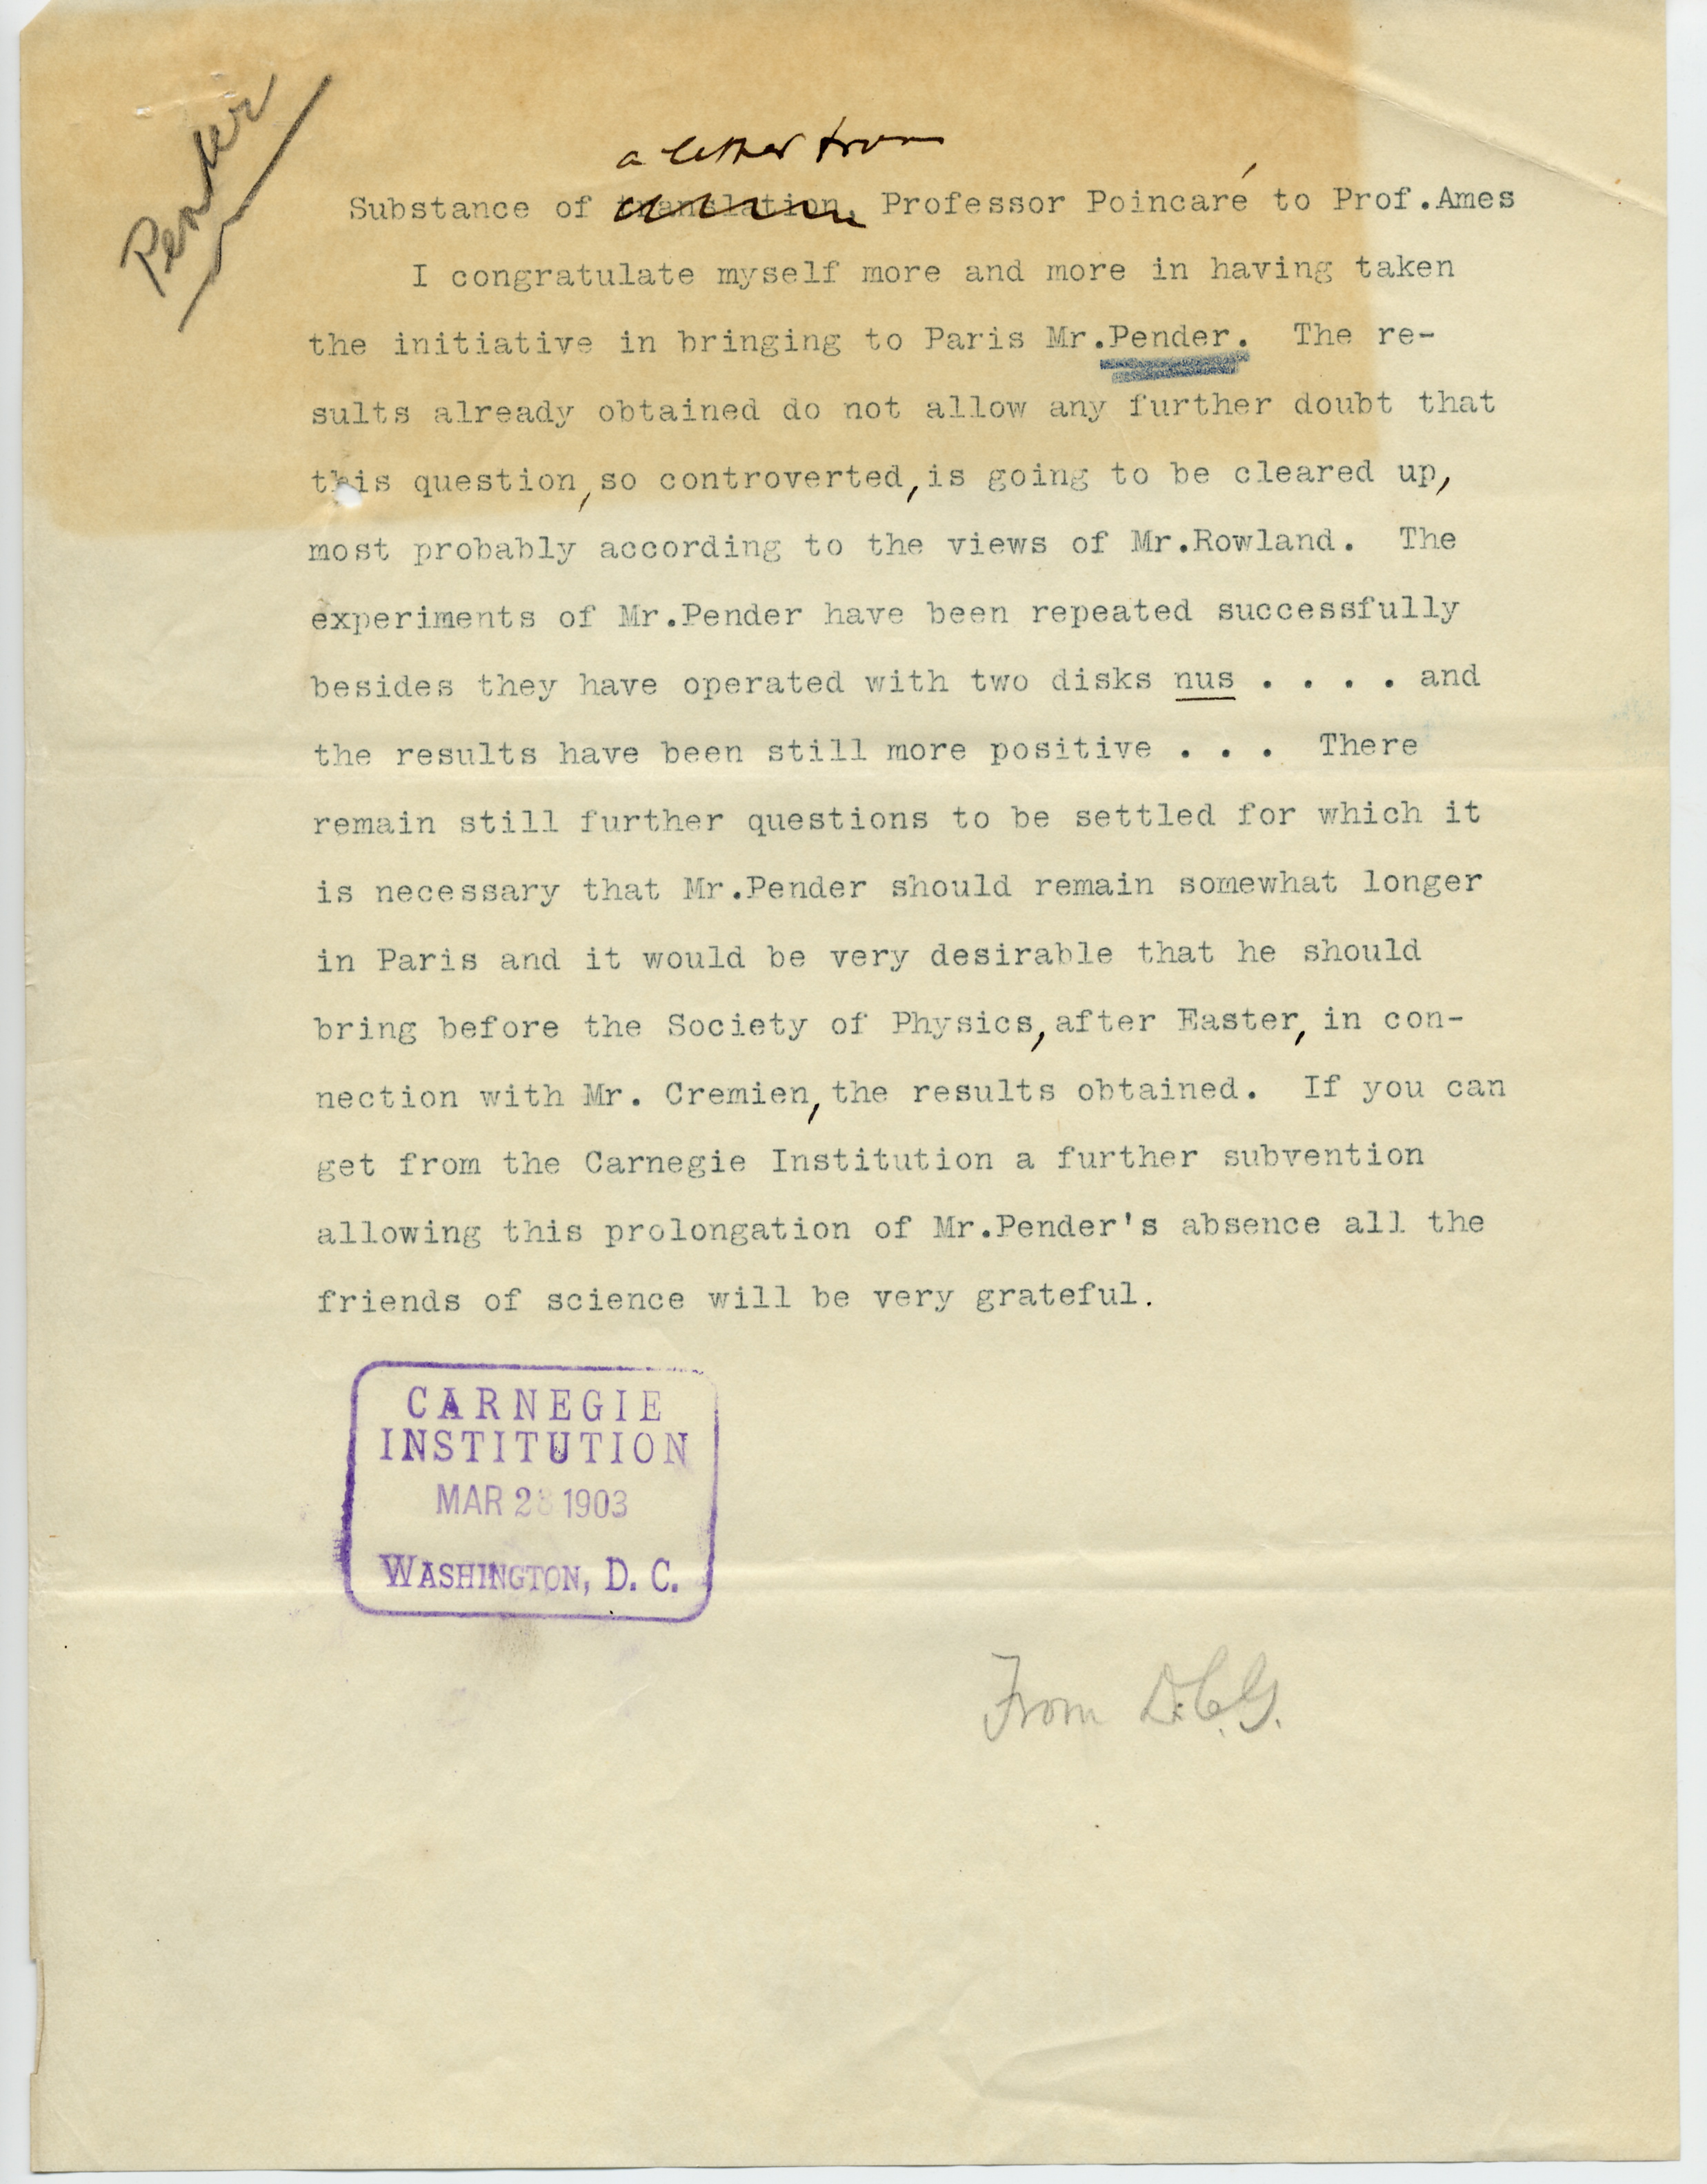 Pender
a letter from
Substance of translation, Professor Poincaré to Prof.Ames
I congratulate myself more and more in having taken
the initiative in bringing to Paris Mr.Pender. The re-
sults already obtained do not allow any further doubt that
this question, so controverted, is going to be cleared up,
most probably according to the views of Mr.Rowland. The
experiments of Mr.Pender have been repeated successfully
besides they have operated with two disks nus . . . . and
the results have been still more positive . . . There
remain still further questions to be settled for which it
is necessary that Mr.Pender should remain somewhat longer
in Paris and it would be very desirable that he should
bring before the Society of Physics, after Easter, in con-
nection with Mr. Cremien, the results obtained. If you can
get from the Carnegie Institution a further subvention
allowing this prolongation of Mr.Pender's absence all the
friends of science will be very grateful.
CARNEGIE
INSTITUTION
MAR 28 1903
WASHINGTON, D. C.
From D.C.G.